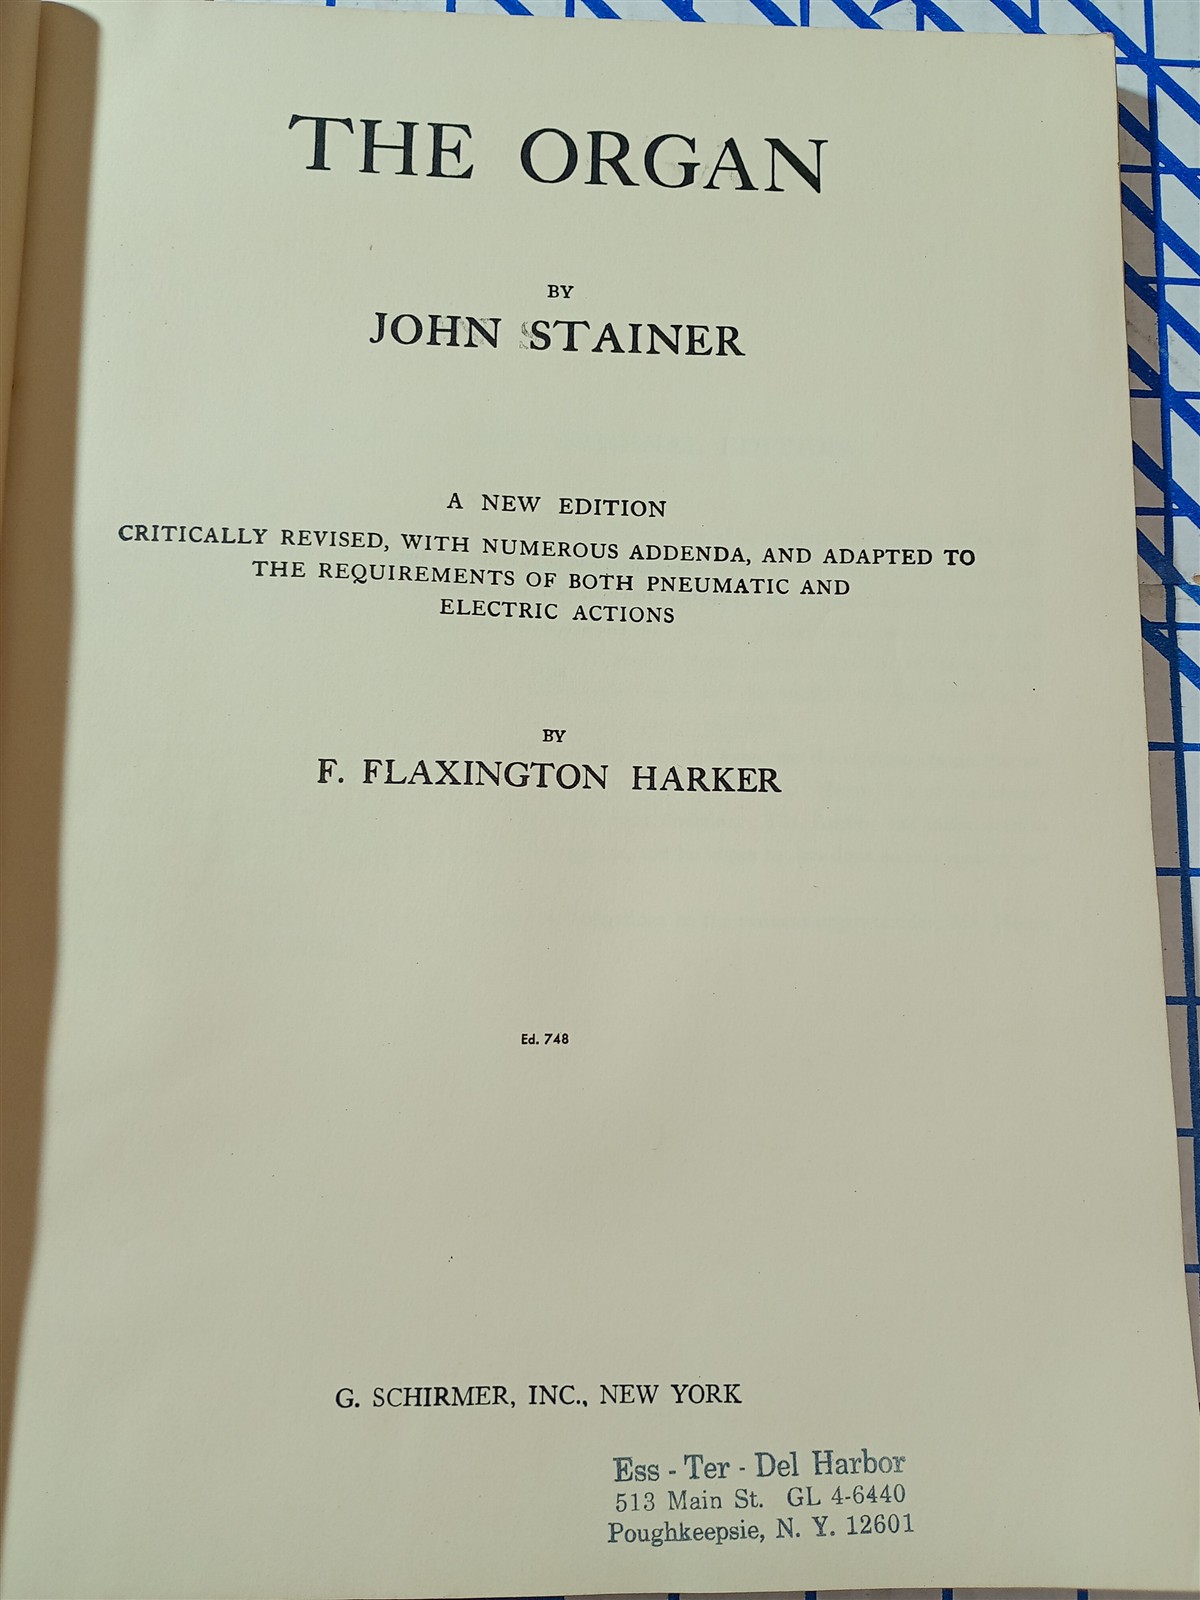 THE ORGAN
BY
JOHN STAINER
A NEW EDITION
CRITICALLY REVISED, WITH NUMEROUS ADDENDA, AND ADAPTED TO
THE REQUIREMENTS OF BOTH PNEUMATIC AND
ELECTRIC ACTIONS
BY
F. FLAXINGTON HARKER
Ed. 748
G. SCHIRMER, INC., NEW YORK
Ess - Ter - Del Harbor
513 Main St. GL 4-6440
Poughkeepsie, N. Y. 12601